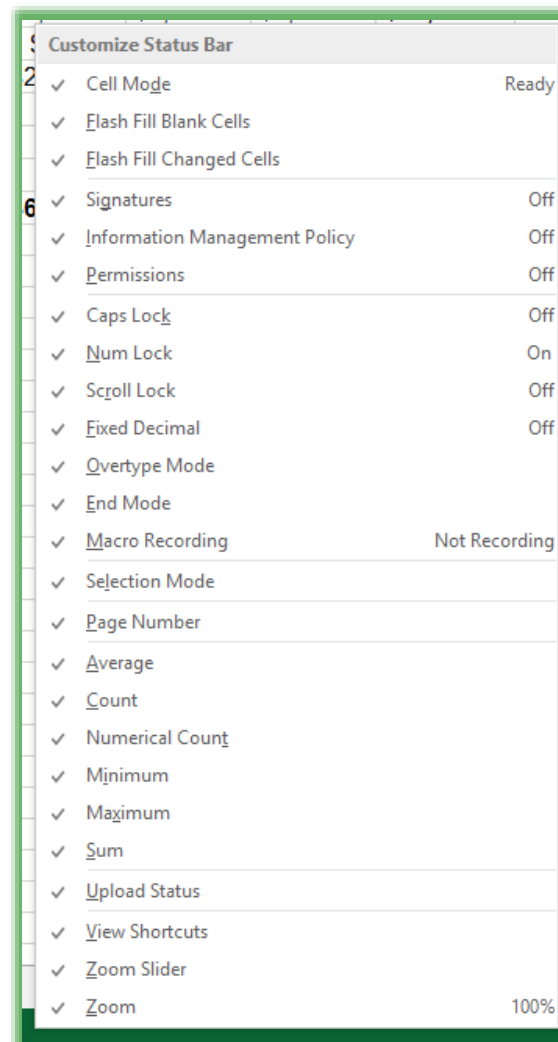 Customize Status Bar
Cell Mode Ready
Flash Fill Blank Cells
Flash Fill Changed Cells
Signatures Off
Information Management Policy Off
Permissions Off
Caps Lock Off
Num Lock On
Scroll Lock Off
Fixed Decimal Off
Overtype Mode
End Mode
Macro Recording Not Recording
Selection Mode
Page Number
Average
Count
Numerical Count
Minimum
Maximum
Sum
Upload Status
View Shortcuts
Zoom Slider
Zoom 100%